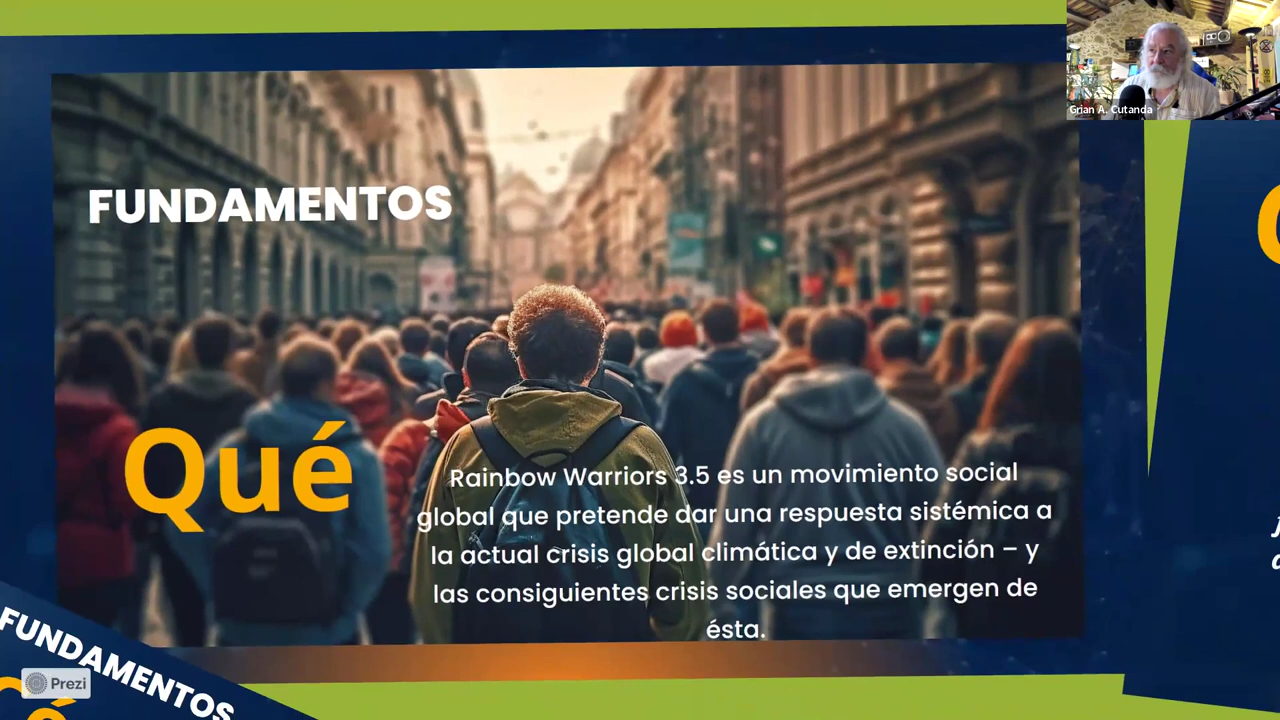 Grian A. Cutanda
FUNDAMENTOS
Qué
Rainbow Warriors 3.5 es un movimiento social
global que pretende dar una respuesta sistémica a
la actual crisis global climática y de extinción – y
las consiguientes crisis sociales que emergen de
ésta.
FUNDAMENTOS
Prezi